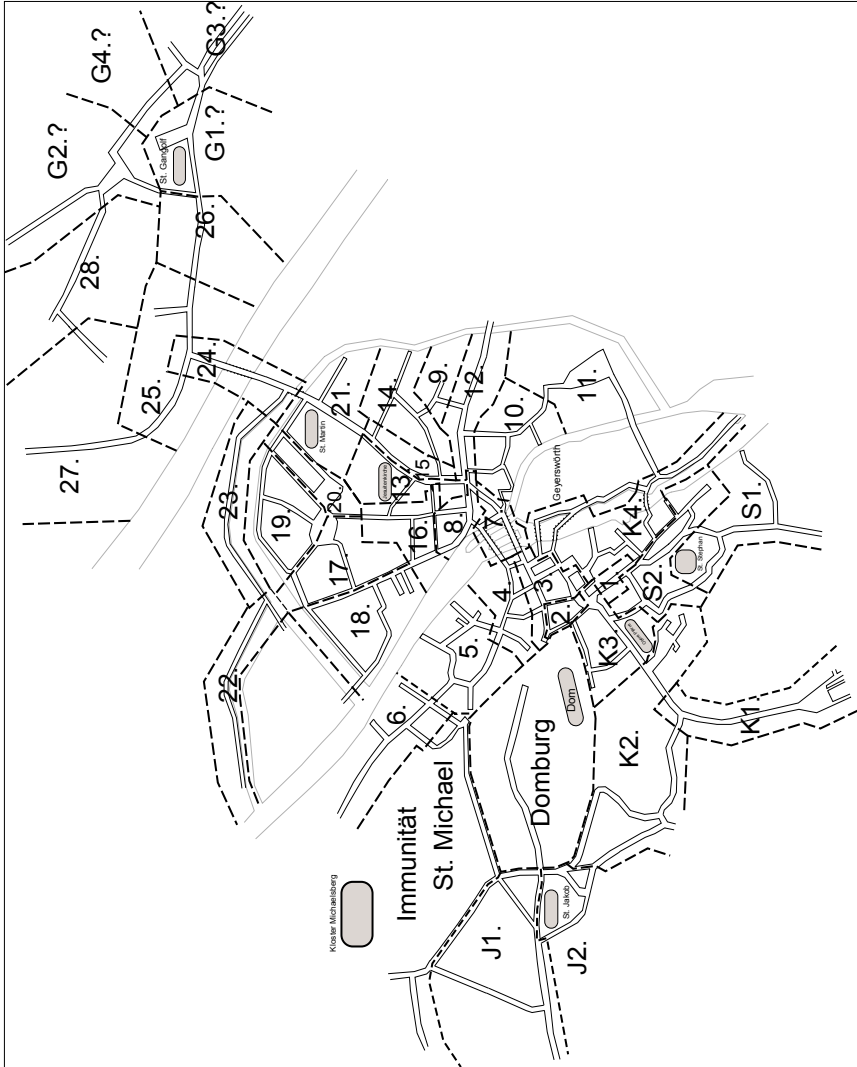 G2.?
G4.?
G3.?
St. Gangolf
G1.?
28.
26.
27.
25.
24.
23.
St. Martin
21.
14.
9.
12.
19.
20.
Jesuitenkirche
13.
15.
10.
11.
17.
16.
8.
7.
Geyerswörth
22.
18.
5.
4.
3.
2.
1.
K4.
S1.
St. Stephan
S2.
6.
Dom
K3.
K1.
K2.
Kloster Michaelsberg
Immunität
St. Michael
Domburg
J1.
St. Jakob
J2.